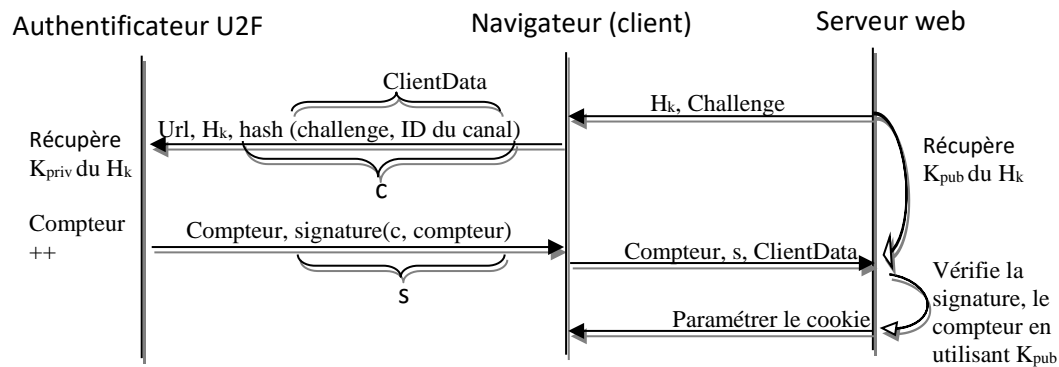 Authentificateur U2F
Navigateur (client)
Serveur web
ClientData
Hk, Challenge
Url, Hk, hash (challenge, ID du canal)
Récupère
Kpriv du Hk
Récupère
Kpub du Hk
c
Compteur
++
Compteur, signature(c, compteur)
s
Compteur, s, ClientData
Vérifie la
signature, le
compteur en
utilisant Kpub
Paramétrer le cookie